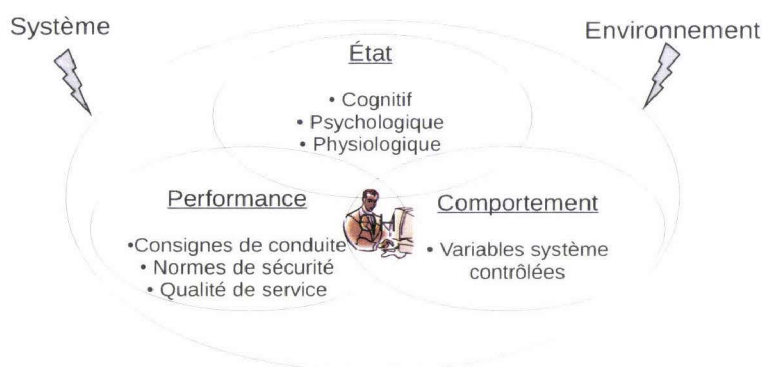 Système
Environnement
État
• Cognitif
• Psychologique
• Physiologique
Performance
•Consignes de conduite
• Normes de sécurité
• Qualité de service
Comportement
• Variables système
contrôlées